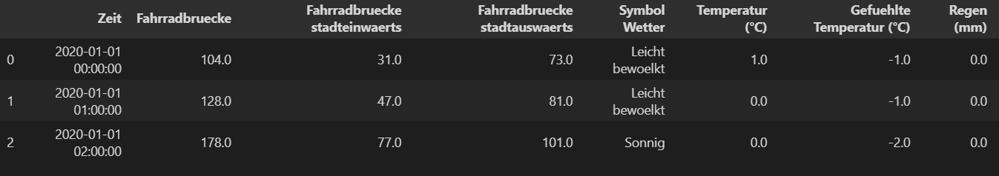 Zeit Fahrradbruecke Fahrradbruecke stadteinwaerts Fahrradbruecke stadtauswaerts Symbol Wetter Temperatur (°C) Gefuehlte Temperatur (°C) Regen (mm)
0 2020-01-01 00:00:00 104.0 31.0 73.0 Leicht bewoelkt 1.0 -1.0 0.0
1 2020-01-01 01:00:00 128.0 47.0 81.0 Leicht bewoelkt 0.0 -1.0 0.0
2 2020-01-01 02:00:00 178.0 77.0 101.0 Sonnig 0.0 -2.0 0.0